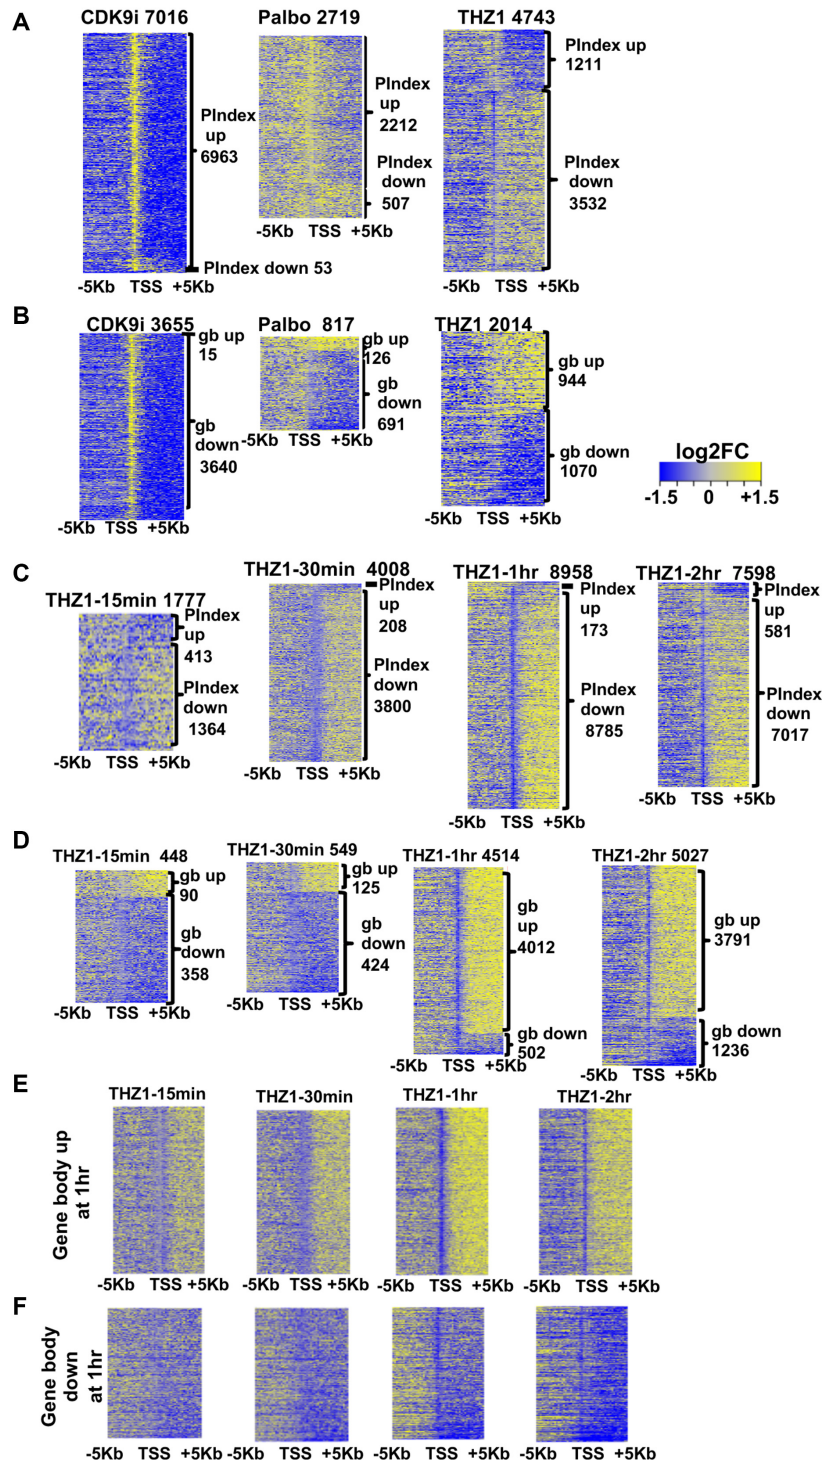 A
CDK9i 7016
Palbo 2719
THZ1 4743
PIndex
up
6963
PIndex down 53
-5Kb TSS +5Kb
PIndex
up
2212
PIndex
down
507
-5Kb TSS +5Kb
PIndex up
1211
PIndex
down
3532
-5Kb TSS +5Kb
B
CDK9i 3655
Palbo 817
THZ1 2014
gb up
15
gb
down
3640
-5Kb TSS +5Kb
gb up
126
gb
down
691
-5Kb TSS +5Kb
gb up
944
gb down
1070
-5Kb TSS +5Kb
log2FC
-1.5 0 +1.5
C
THZ1-15min 1777
THZ1-30min 4008
THZ1-1hr 8958
THZ1-2hr 7598
PIndex
up
413
PIndex
down
1364
-5Kb TSS +5Kb
PIndex
up
208
PIndex
down
3800
-5Kb TSS +5Kb
PIndex
up
173
PIndex
down
8785
-5Kb TSS +5Kb
PIndex
up
581
PIndex
down
7017
-5Kb TSS +5Kb
D
THZ1-15min 448
THZ1-30min 549
THZ1-1hr 4514
THZ1-2hr 5027
gb up
90
gb
down
358
-5Kb TSS +5Kb
gb up
125
gb
down
424
-5Kb TSS +5Kb
gb
up
4012
gb down
502
-5Kb TSS +5Kb
gb up
3791
gb down
1236
-5Kb TSS +5Kb
E
THZ1-15min
THZ1-30min
THZ1-1hr
THZ1-2hr
Gene body up
at 1hr
-5Kb TSS +5Kb
-5Kb TSS +5Kb
-5Kb TSS +5Kb
-5Kb TSS +5Kb
F
Gene body
down
at 1hr
-5Kb TSS +5Kb
-5Kb TSS +5Kb
-5Kb TSS +5Kb
-5Kb TSS +5Kb